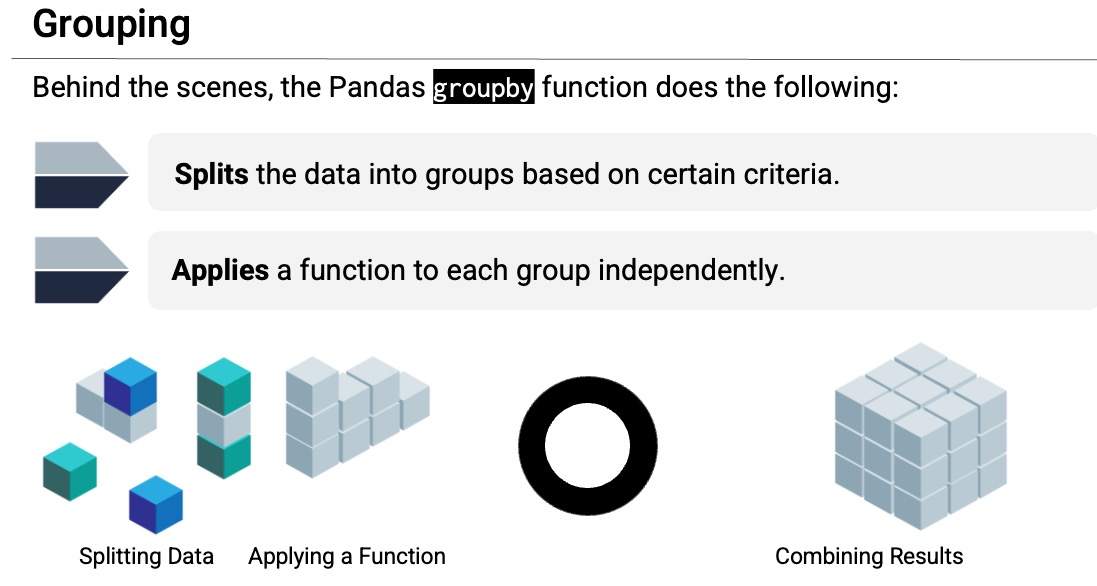 Grouping
Behind the scenes, the Pandas groupby function does the following:
Splits the data into groups based on certain criteria.
Applies a function to each group independently.
Splitting Data
Applying a Function
Combining Results